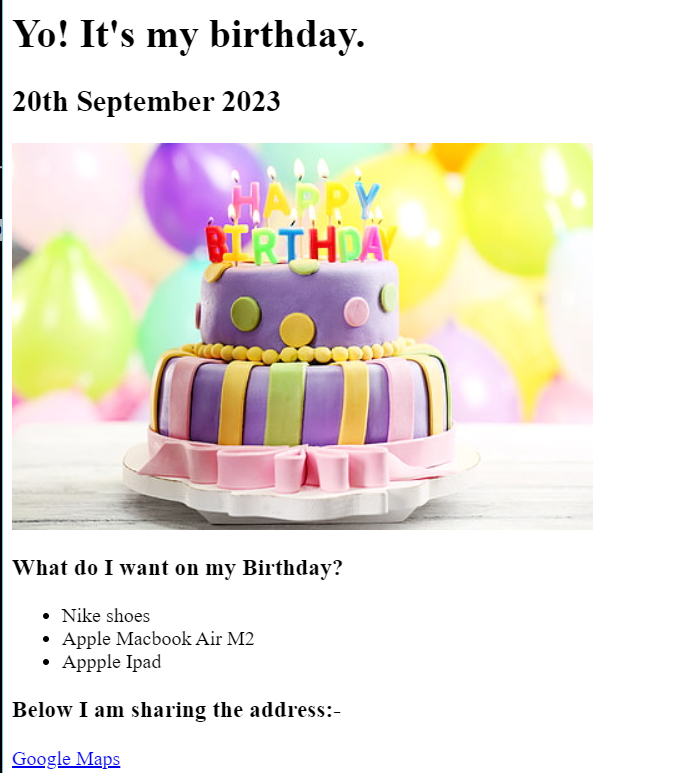 Yo! It's my birthday.
20th September 2023
HAPPY
BIRTHDAY
What do I want on my Birthday?
Nike shoes
Apple Macbook Air M2
Appple Ipad
Below I am sharing the address:-
Google Maps